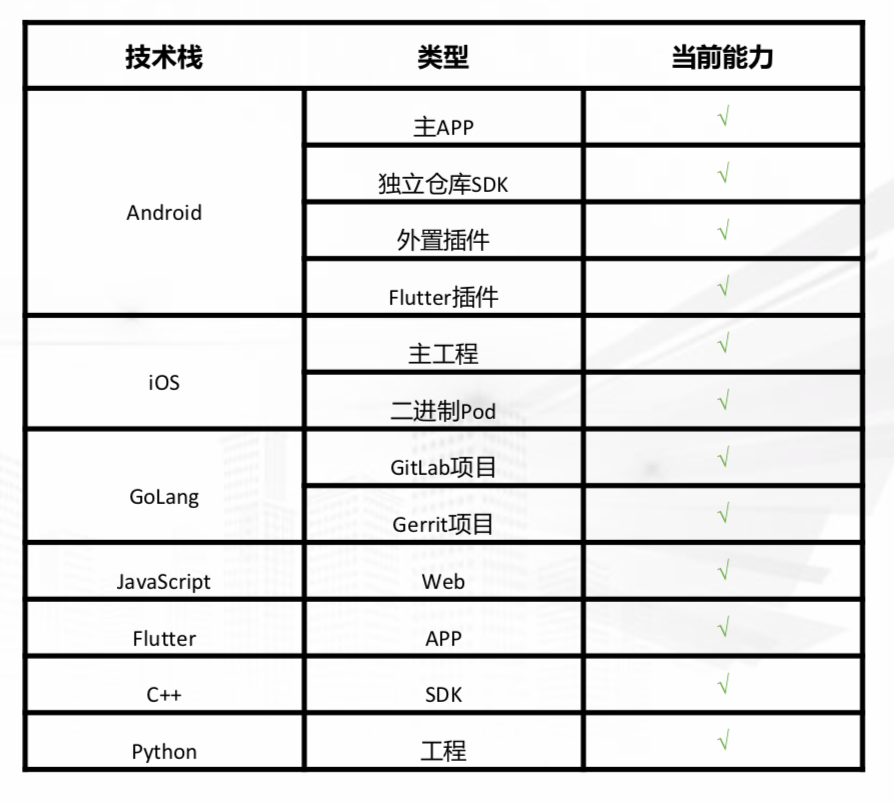 技术栈 类型 当前能力
Android 主APP √
独立仓库SDK √
外置插件 √
Flutter插件 √
iOS 主工程 √
二进制Pod √
GoLang GitLab项目 √
Gerrit项目 √
JavaScript Web √
Flutter APP √
C++ SDK √
Python 工程 √